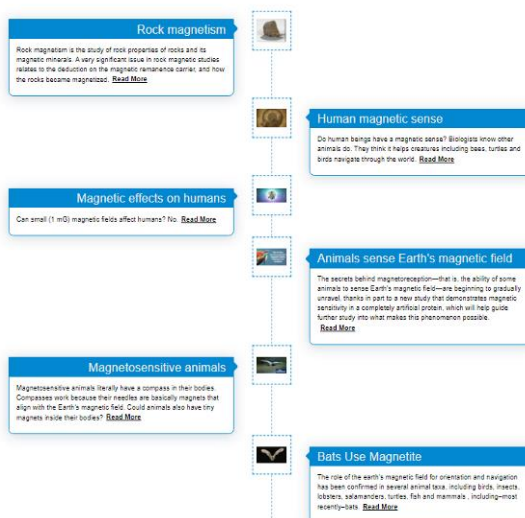 Rock magnetism
Rock magnetism is the study of rock properties of rocks and its
magnetic minerals. A very significant issue in rock magnetic studies
relates to the deduction on the magnetic remanence carrier, and how
the rocks became magnetized. Read More
Human magnetic sense
Do human beings have a magnetic sense? Biologists know other
animals do. They think it helps creatures including bees, turtles and
birds navigate through the world. Read More
Magnetic effects on humans
Can small (1 mG) magnetic fields affect humans? No. Read More
Animals sense Earth's magnetic field
The secrets behind magnetoreception—that is, the ability of some
animals to sense Earth's magnetic field—are beginning to gradually
unravel, thanks in part to a new study that demonstrates magnetic
sensitivity in a completely artificial protein, which will help guide
further study into what makes this phenomenon possible.
Read More
Magnetosensitive animals
Magnetosensitive animals literally have a compass in their bodies.
Compasses work because their needles are basically magnets that
align with the Earth's magnetic field. Could animals also have tiny
magnets inside their bodies? Read More
Bats Use Magnetite
The role of the earth's magnetic field for orientation and navigation
has been confirmed in several animal taxa, including birds, insects,
lobsters, salamanders, turtles, fish and mammals, including–most
recently–bats. Read More